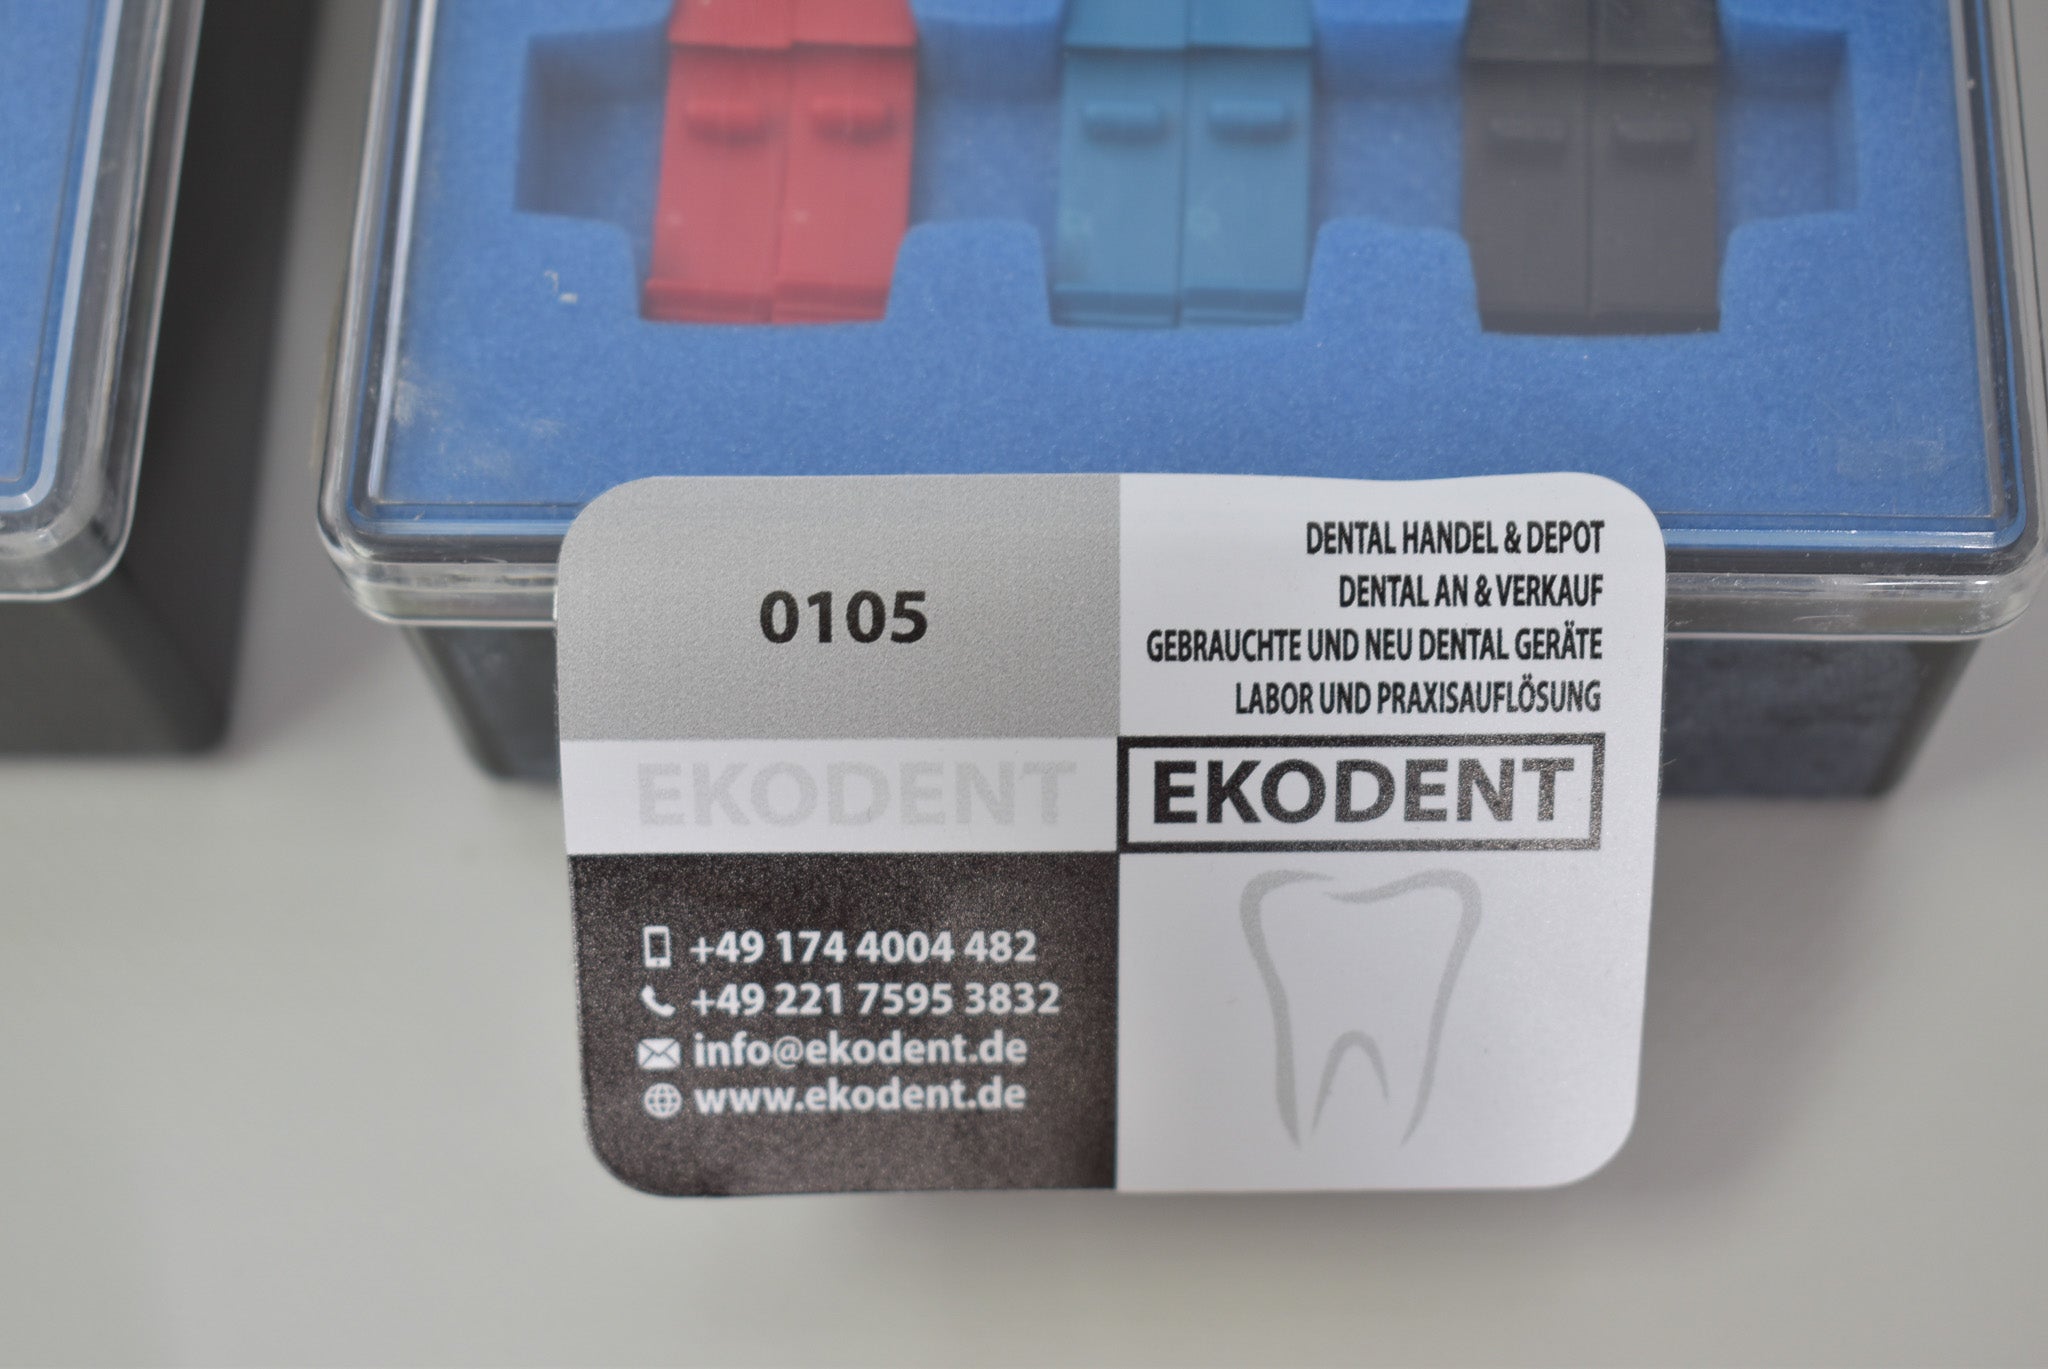 0105
DENTAL HANDEL & DEPOT
DENTAL AN & VERKAUF
GEBRAUCHTE UND NEU DENTAL GERÄTE
LABOR UND PRAXISAUFLÖSUNG
EKODENT
EKODENT
+49 174 4004 482
+49 221 7595 3832
info@ekodent.de
www.ekodent.de